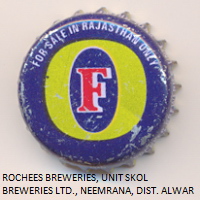 FOR SALE IN RAJASTHAN ONLY
F
ROCHEES BREWERIES, UNIT SKOL
BREWERIES LTD., NEEMRANA, DIST. ALWAR